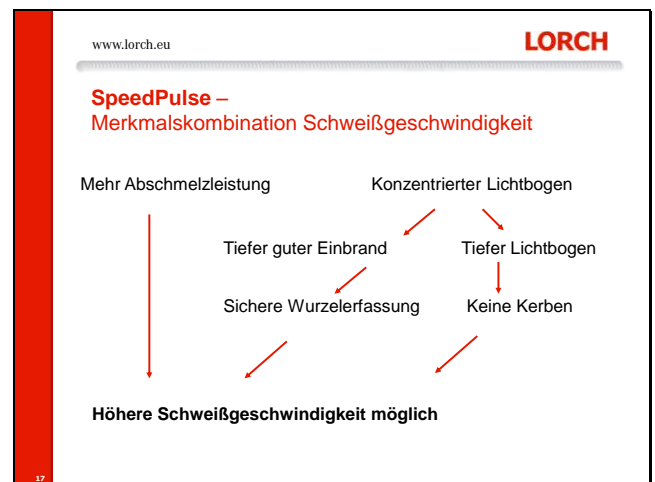 www.lorch.eu
LORCH
SpeedPulse –
Merkmalskombination Schweißgeschwindigkeit
Mehr Abschmelzleistung
Konzentrierter Lichtbogen
Tiefer guter Einbrand
Tiefer Lichtbogen
Sichere Wurzelerfassung
Keine Kerben
Höhere Schweißgeschwindigkeit möglich
17